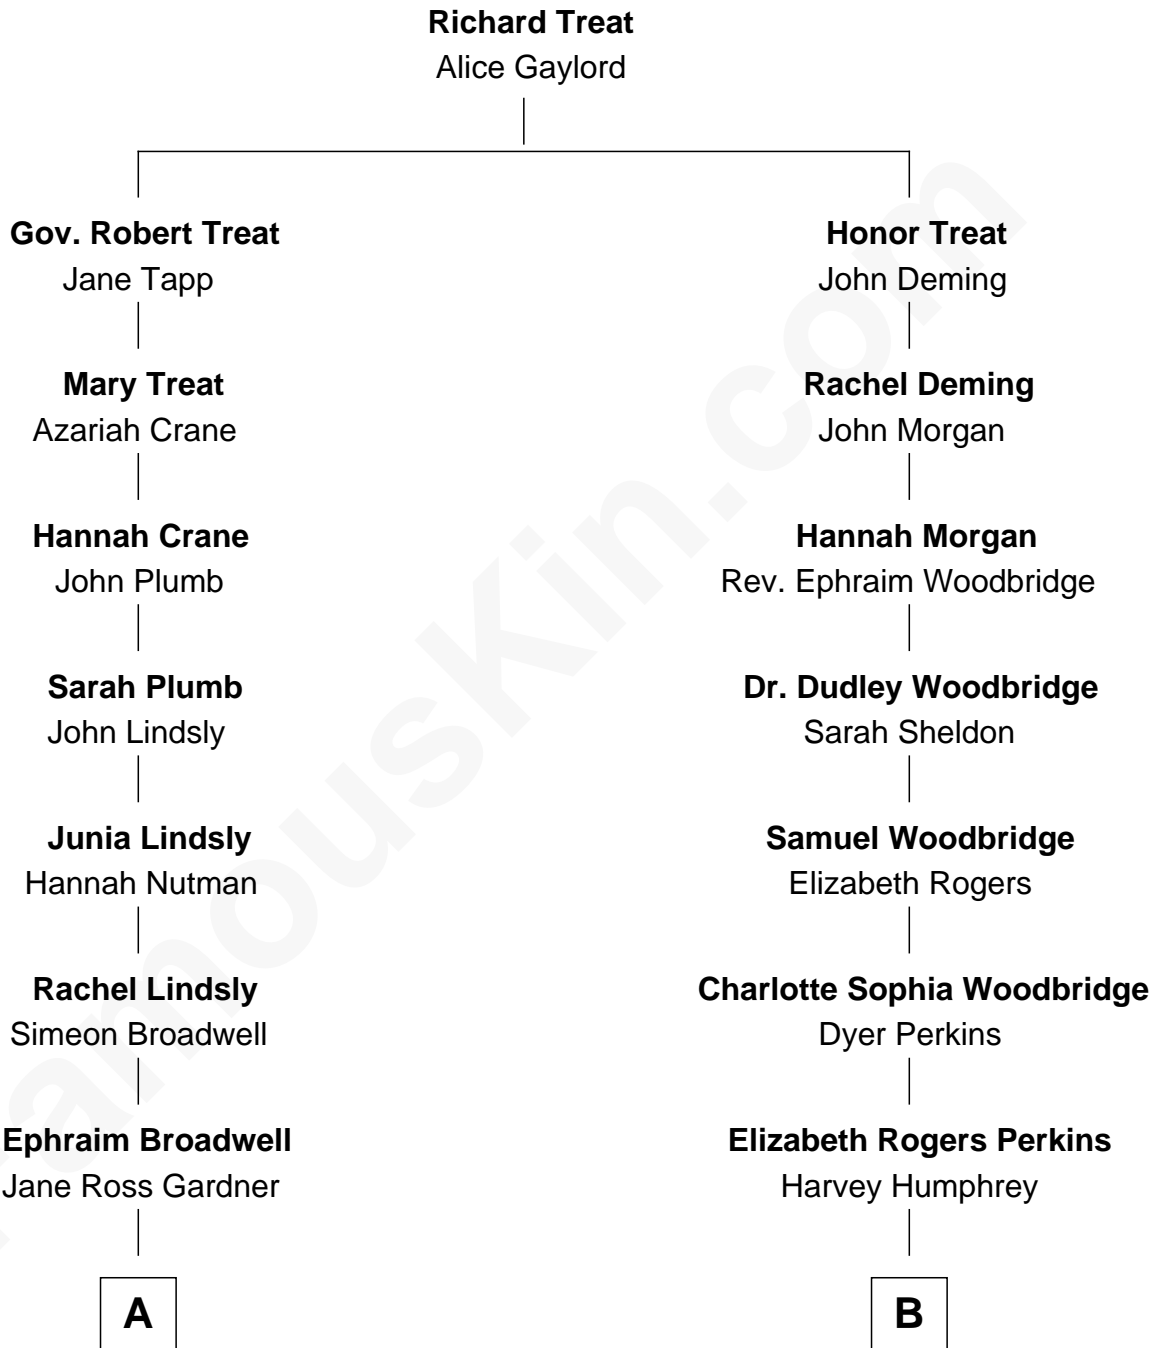 Richard Treat
Alice Gaylord
Gov. Robert Treat
Jane Tapp
Honor Treat
John Deming
Mary Treat
Azariah Crane
Rachel Deming
John Morgan
Hannah Crane
John Plumb
Hannah Morgan
Rev. Ephraim Woodbridge
Sarah Plumb
John Lindsly
Dr. Dudley Woodbridge
Sarah Sheldon
Junia Lindsly
Hannah Nutman
Samuel Woodbridge
Elizabeth Rogers
Rachel Lindsly
Simeon Broadwell
Charlotte Sophia Woodbridge
Dyer Perkins
Ephraim Broadwell
Jane Ross Gardner
Elizabeth Rogers Perkins
Harvey Humphrey
A
B
FamousKin.com